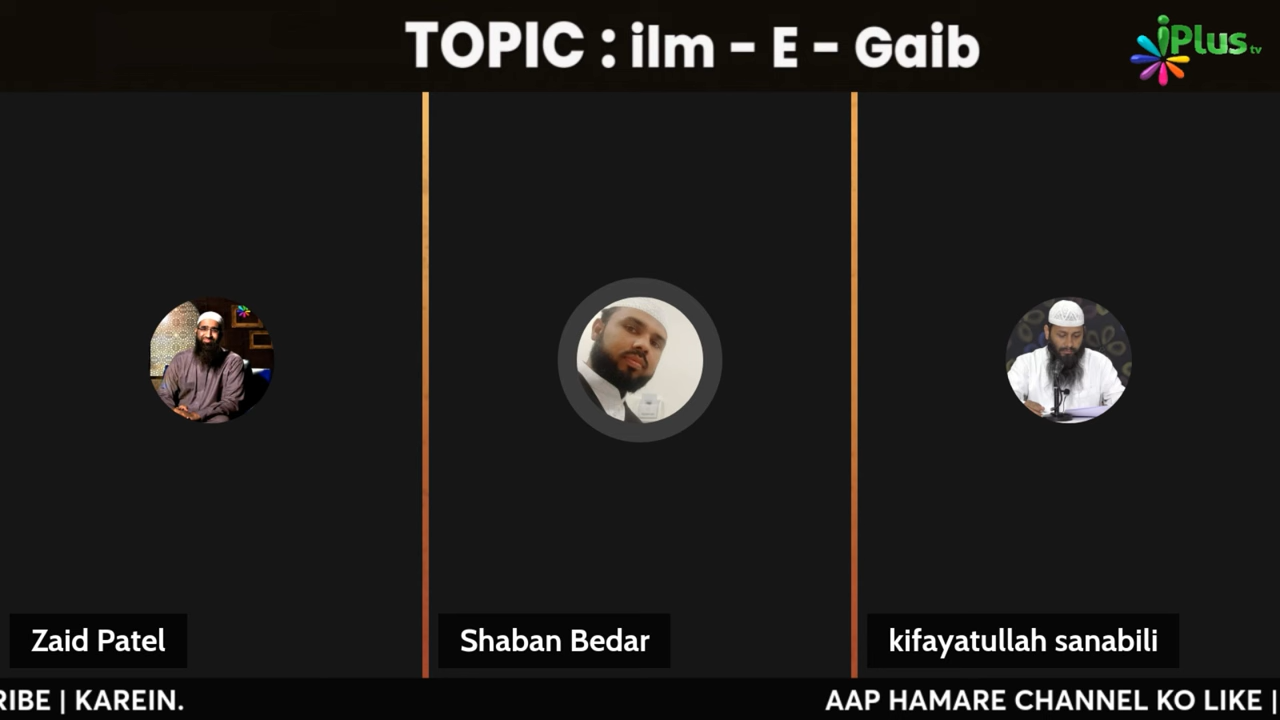 TOPIC : ilm - E - Gaib
iPlus tv
Zaid Patel
Shaban Bedar
kifayatullah sanabili
RIBE | KAREIN.
AAP HAMARE CHANNEL KO LIKE |